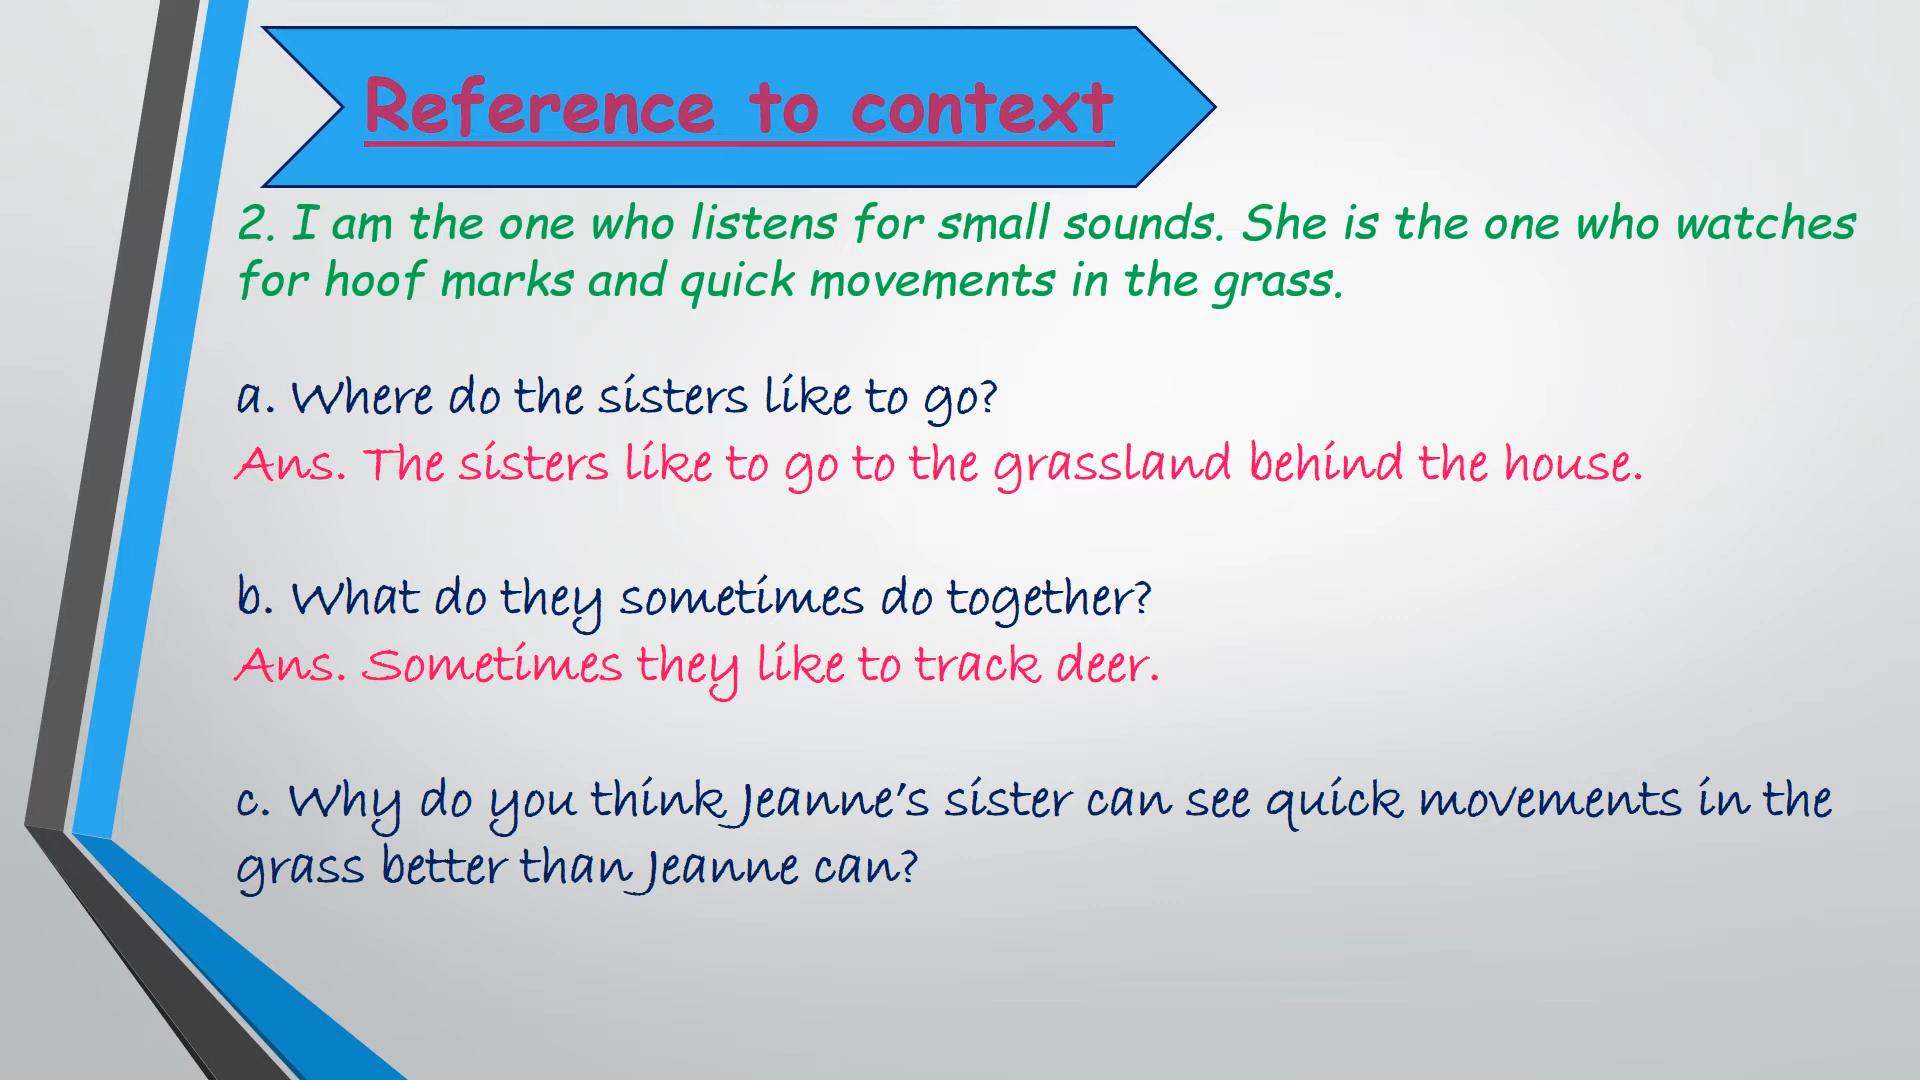 Reference to context
2. I am the one who listens for small sounds. She is the one who watches
for hoof marks and quick movements in the grass.
a. Where do the sisters like to go?
Ans. The sisters like to go to the grassland behind the house.
b. What do they sometimes do together?
Ans. Sometimes they like to track deer.
c. Why do you think Jeanne's sister can see quick movements in the
grass better than Jeanne can?